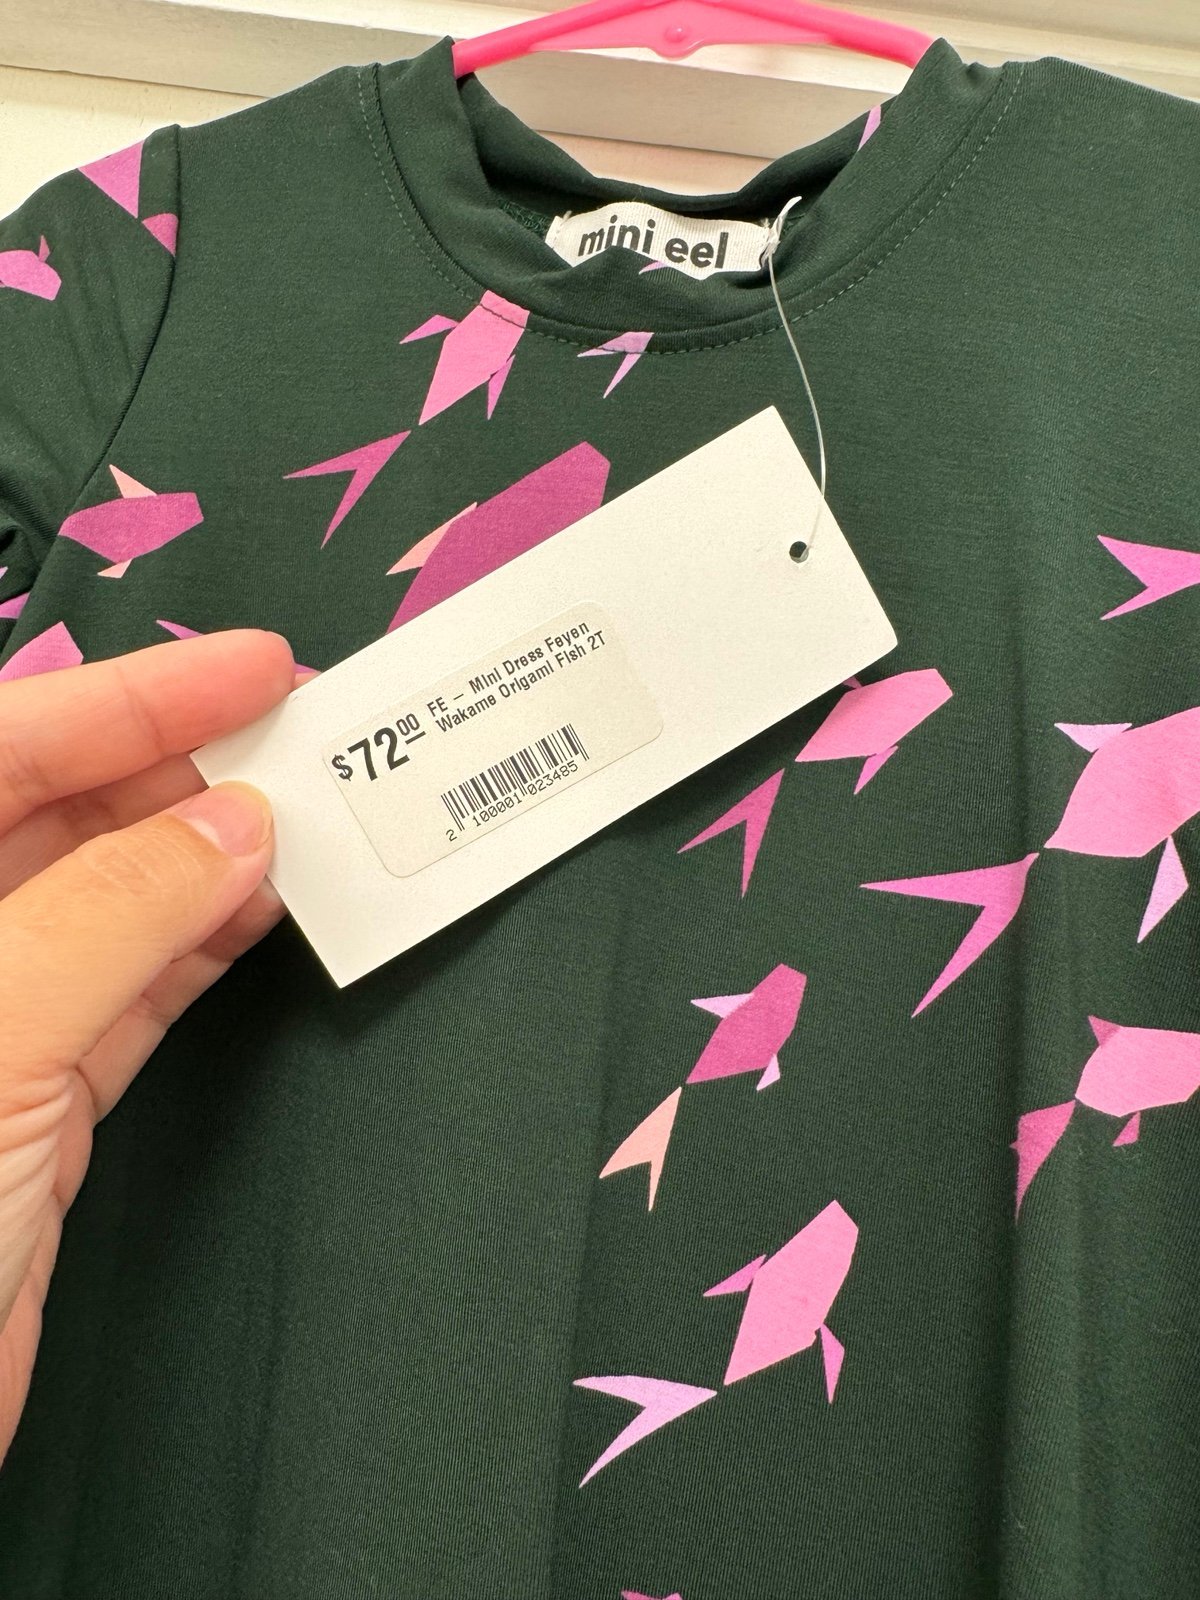 mini eel
$72.00
FE – Mini Dress Feyen
Wakame Origami Fish 2T
2 100001 023485